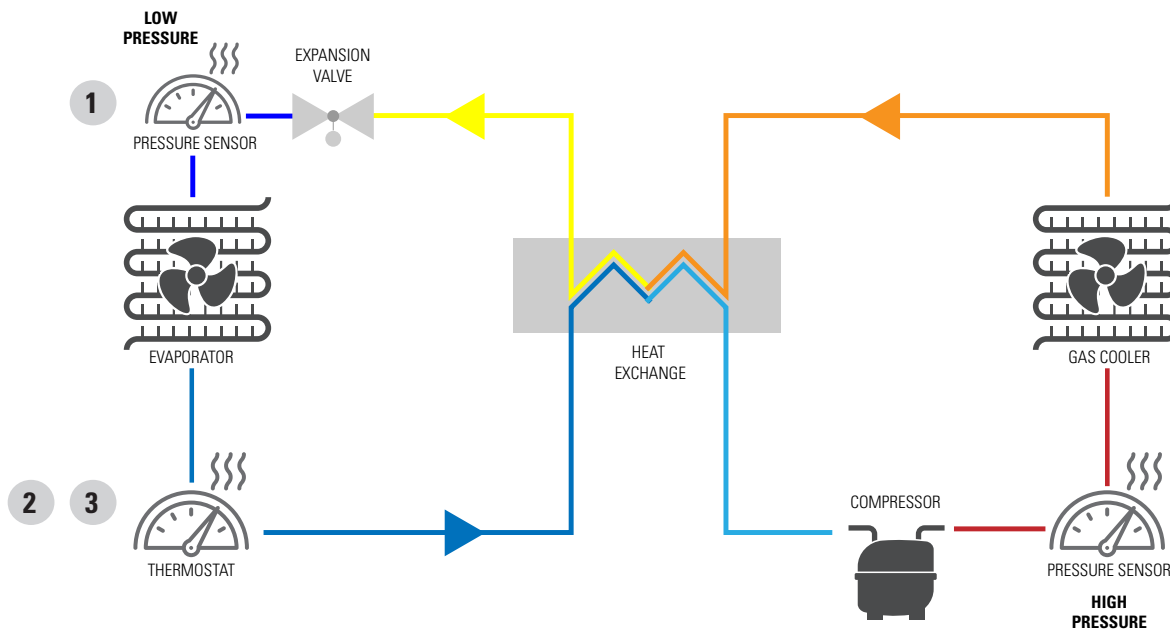 LOW
PRESSURE
EXPANSION
VALVE
1
PRESSURE SENSOR
EVAPORATOR
HEAT
EXCHANGE
GAS COOLER
2 3
THERMOSTAT
COMPRESSOR
PRESSURE SENSOR
HIGH
PRESSURE